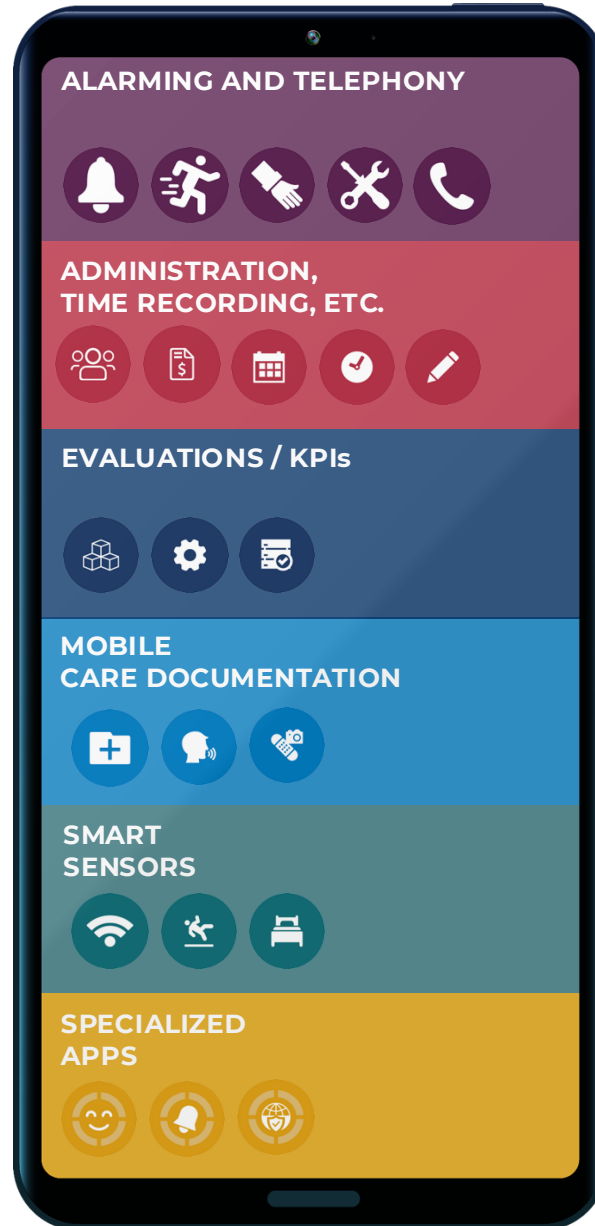 ALARMING AND TELEPHONY
ADMINISTRATION,
TIME RECORDING, ETC.
$
EVALUATIONS / KPIs
MOBILE
CARE DOCUMENTATION
SMART
SENSORS
SPECIALIZED
APPS